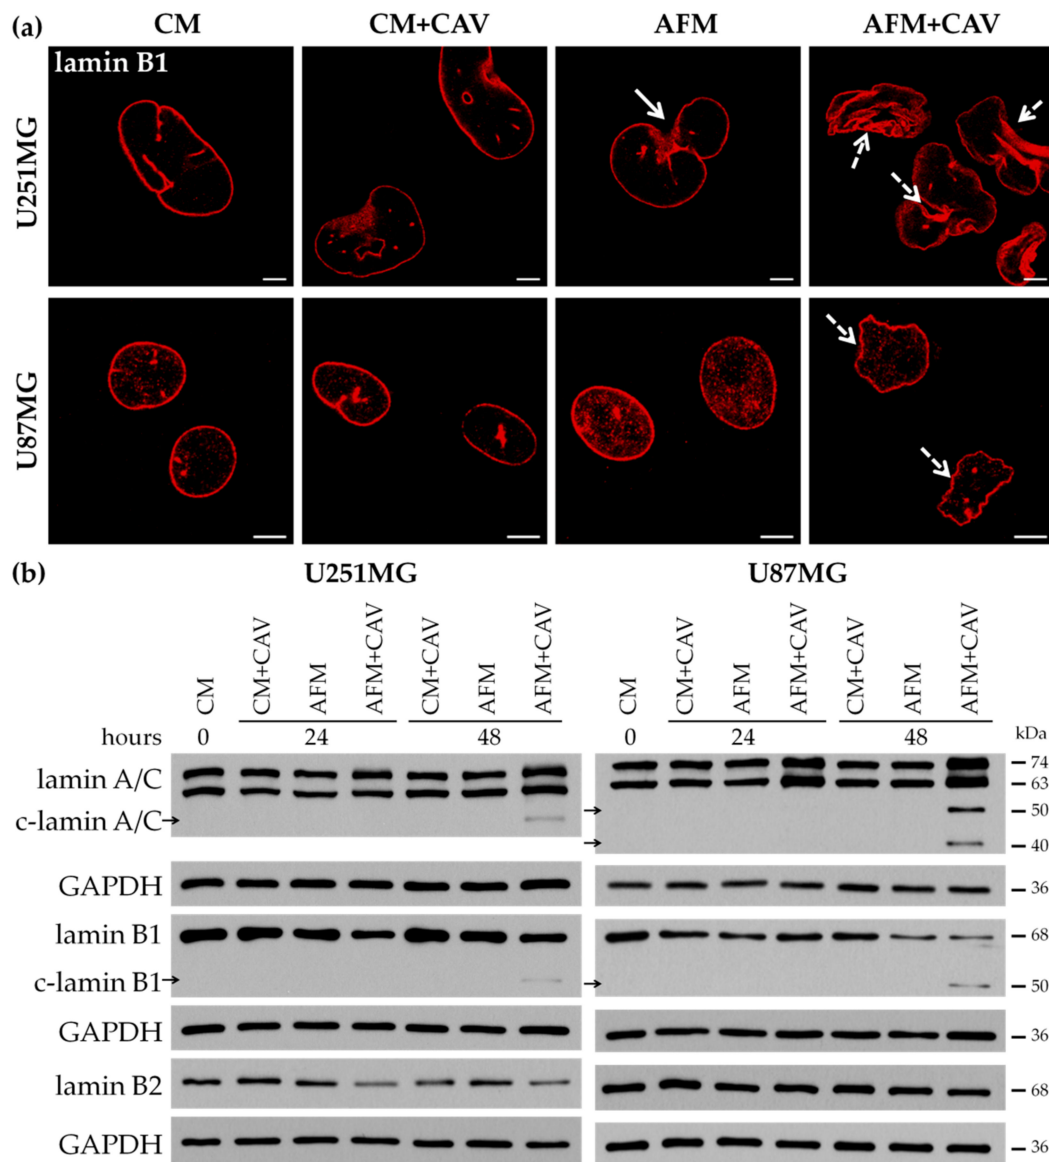 (a) CM CM+CAV AFM AFM+CAV
lamin B1
U251MG
U87MG
(b) U251MG U87MG
CM CM+CAV AFM AFM+CAV CM+CAV AFM AFM+CAV CM CM+CAV AFM AFM+CAV CM+CAV AFM AFM+CAV
hours 0 24 48 0 24 48 kDa
lamin A/C 74
63
c-lamin A/C 50
40
GAPDH 36
lamin B1 68
c-lamin B1 50
GAPDH 36
lamin B2 68
GAPDH 36